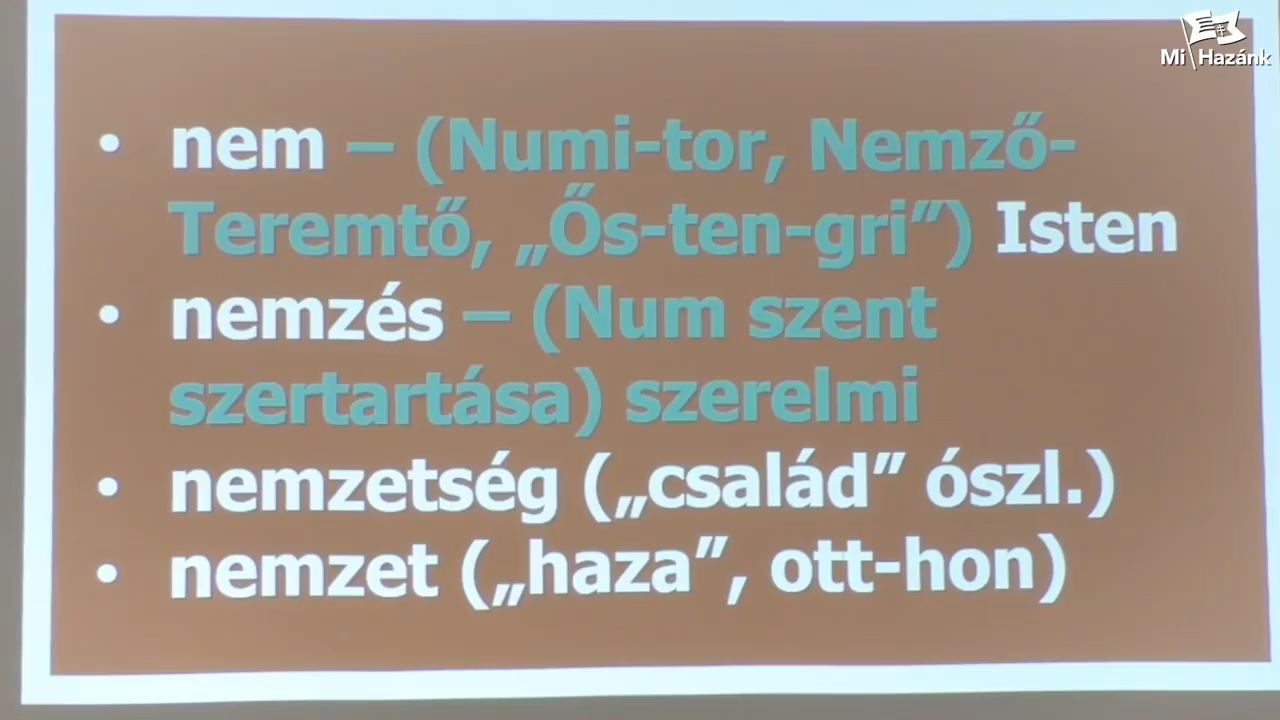 Mi Hazánk
• nem – (Numi-tor, Nemző-
Teremtő, „Ős-ten-gri”) Isten
• nemzés – (Num szent
szertartása) szerelmi
• nemzetség („család” ószl.)
• nemzet („haza”, ott-hon)